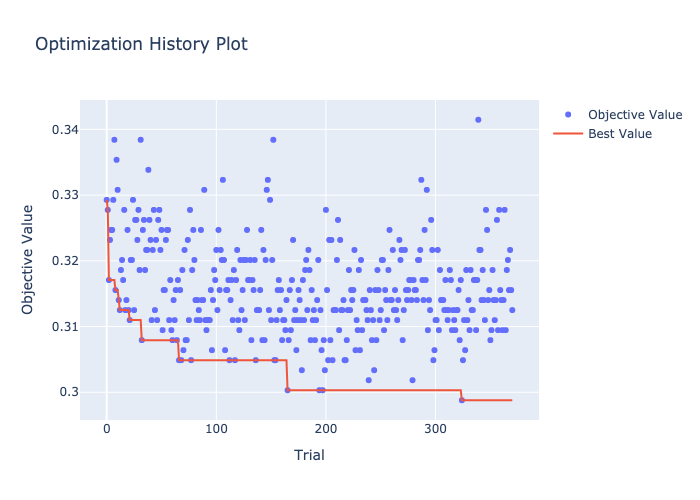 Optimization History Plot
Objective Value
Best Value
0.34
0.33
0.32
0.31
0.3
Objective Value
0
100
200
300
Trial